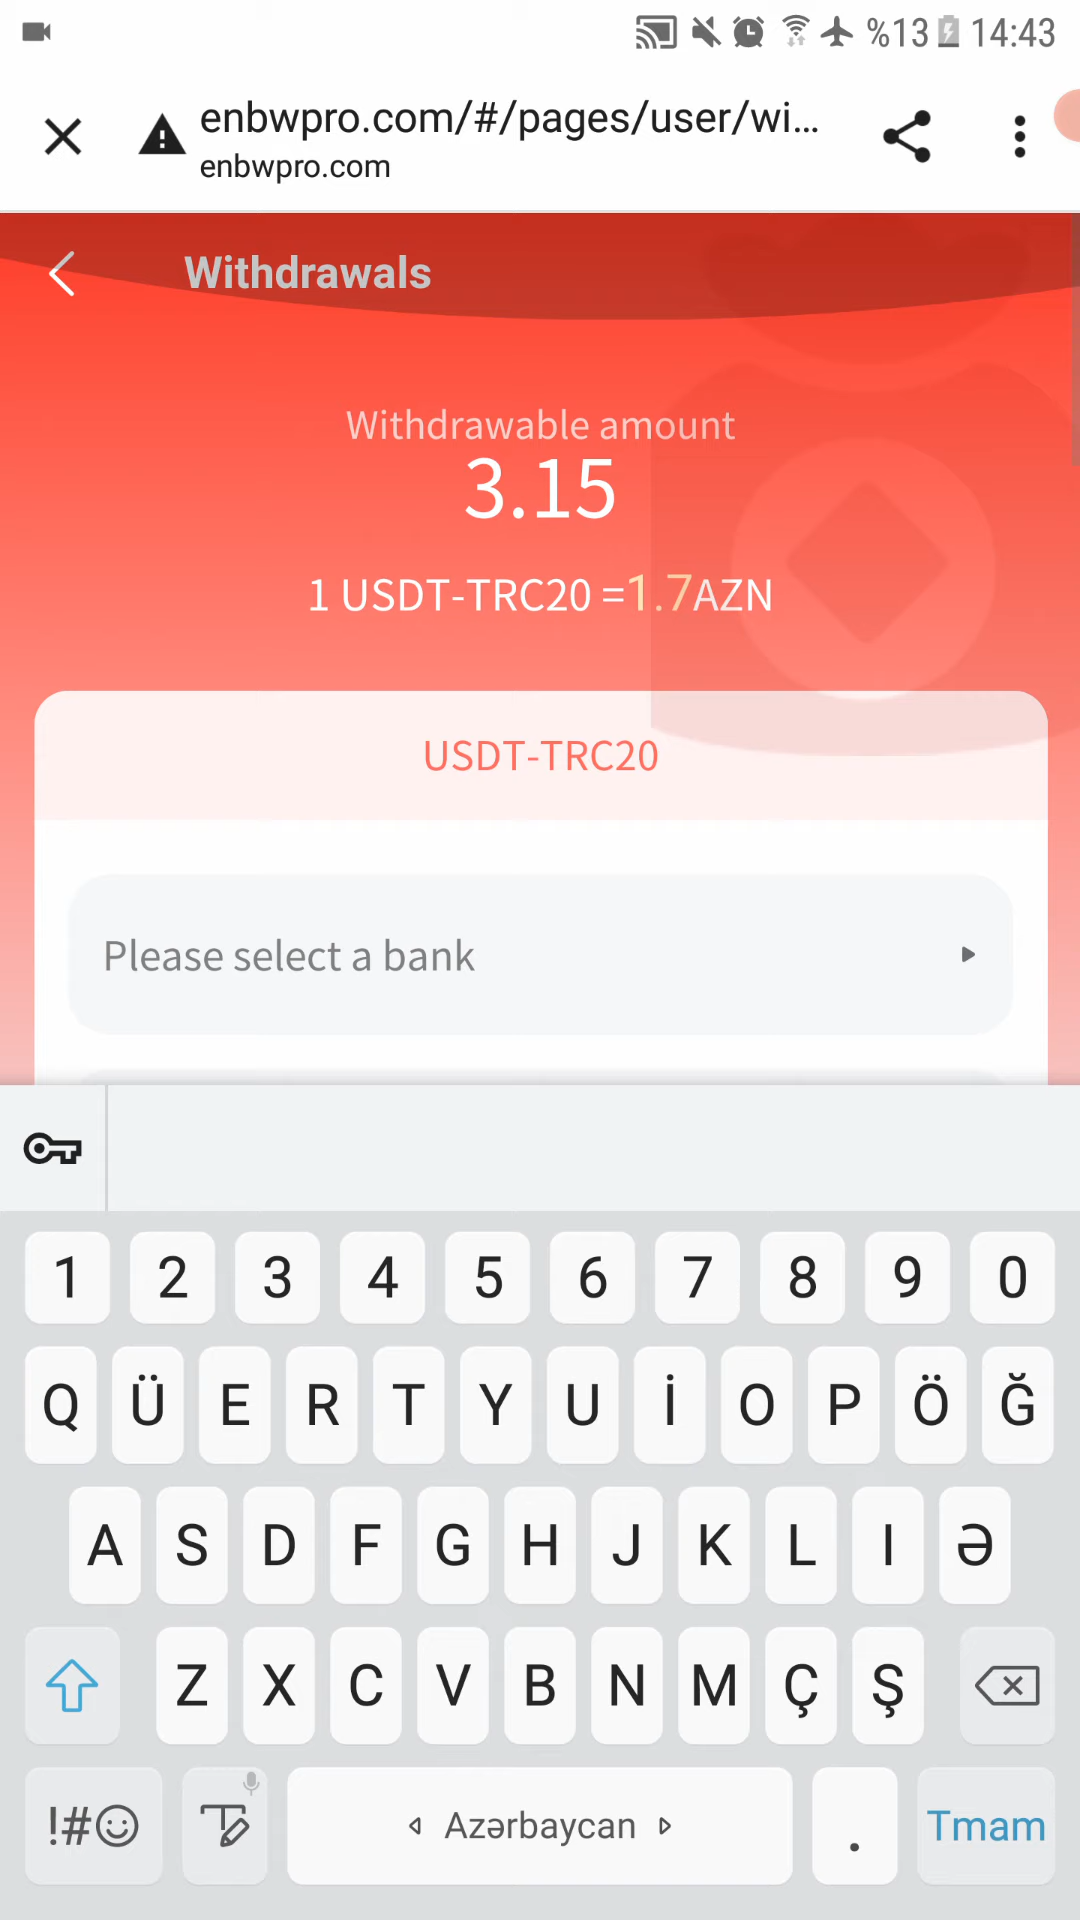 %13 14:43
enbwpro.com/#/pages/user/wi...
enbwpro.com
Withdrawals
Withdrawable amount
3.15
1 USDT-TRC20 =1.7AZN
USDT-TRC20
Please select a bank
1 2 3 4 5 6 7 8 9 0
Q Ü E R T Y U İ O P Ö Ğ
A S D F G H J K L I Ə
Z X C V B N M Ç Ş
!#☺ T Azərbaycan . Tmam